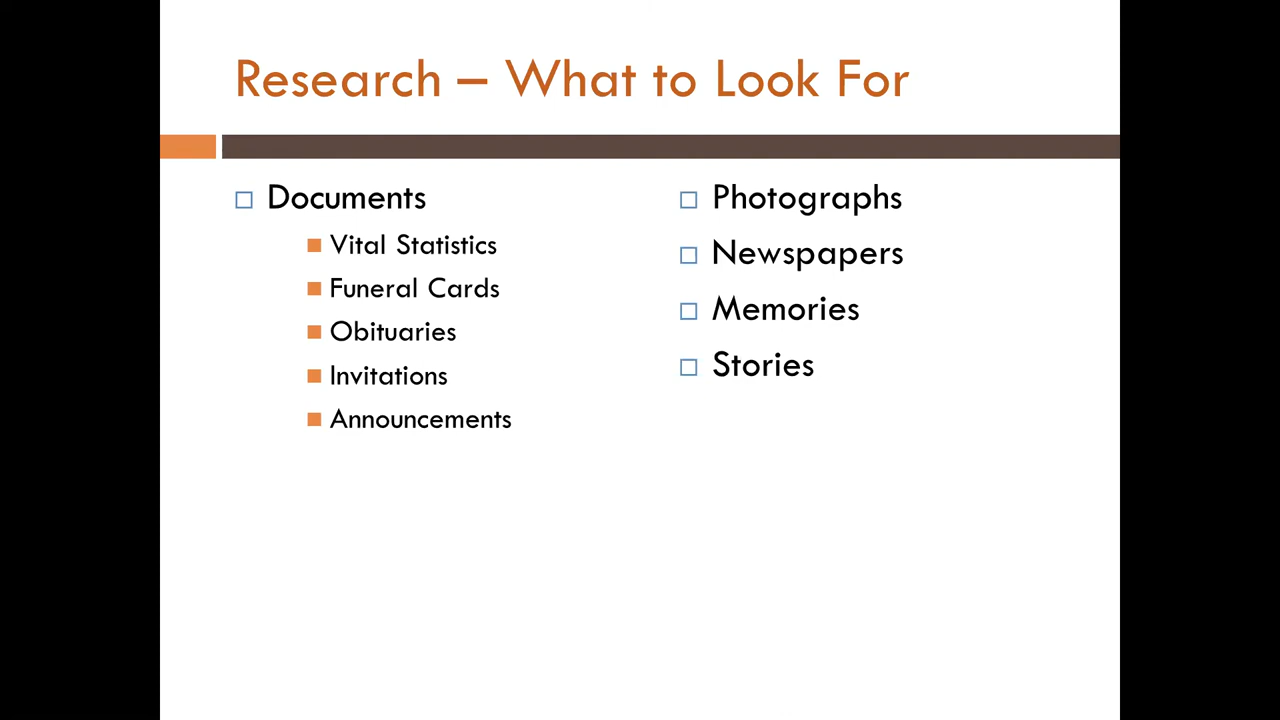 Research – What to Look For
Documents
Vital Statistics
Funeral Cards
Obituaries
Invitations
Announcements
Photographs
Newspapers
Memories
Stories